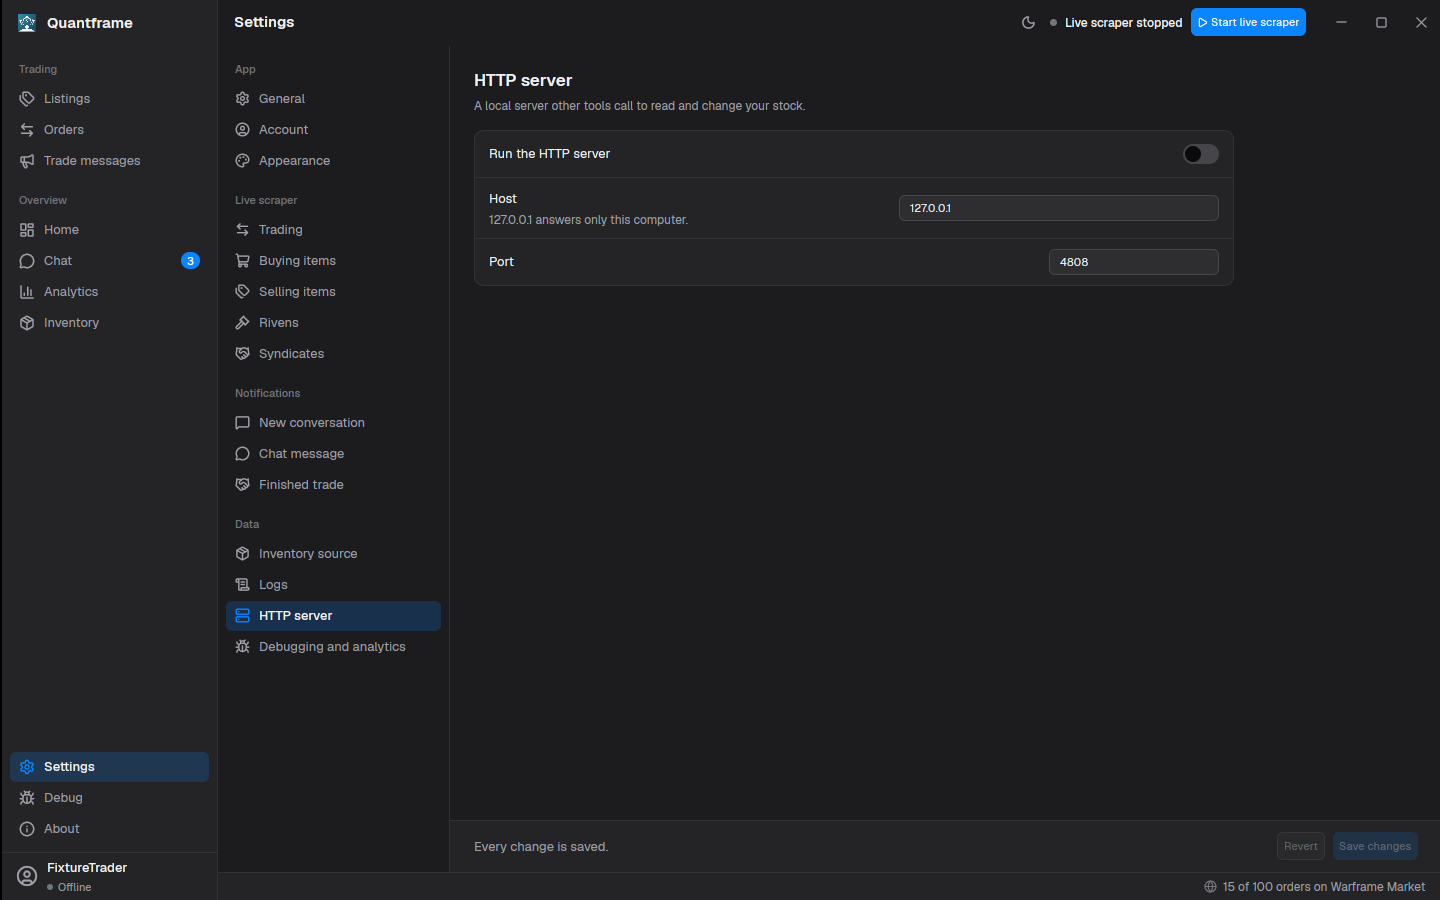 Quantframe
Settings
Live scraper stopped
Start live scraper
Trading
Listings
Orders
Trade messages
Overview
Home
Chat
3
Analytics
Inventory
Settings
Debug
About
FixtureTrader
Offline
App
General
Account
Appearance
Live scraper
Trading
Buying items
Selling items
Rivens
Syndicates
Notifications
New conversation
Chat message
Finished trade
Data
Inventory source
Logs
HTTP server
Debugging and analytics
HTTP server
A local server other tools call to read and change your stock.
Run the HTTP server
Host
127.0.0.1 answers only this computer.
127.0.0.1
Port
4808
Every change is saved.
Revert
Save changes
15 of 100 orders on Warframe Market